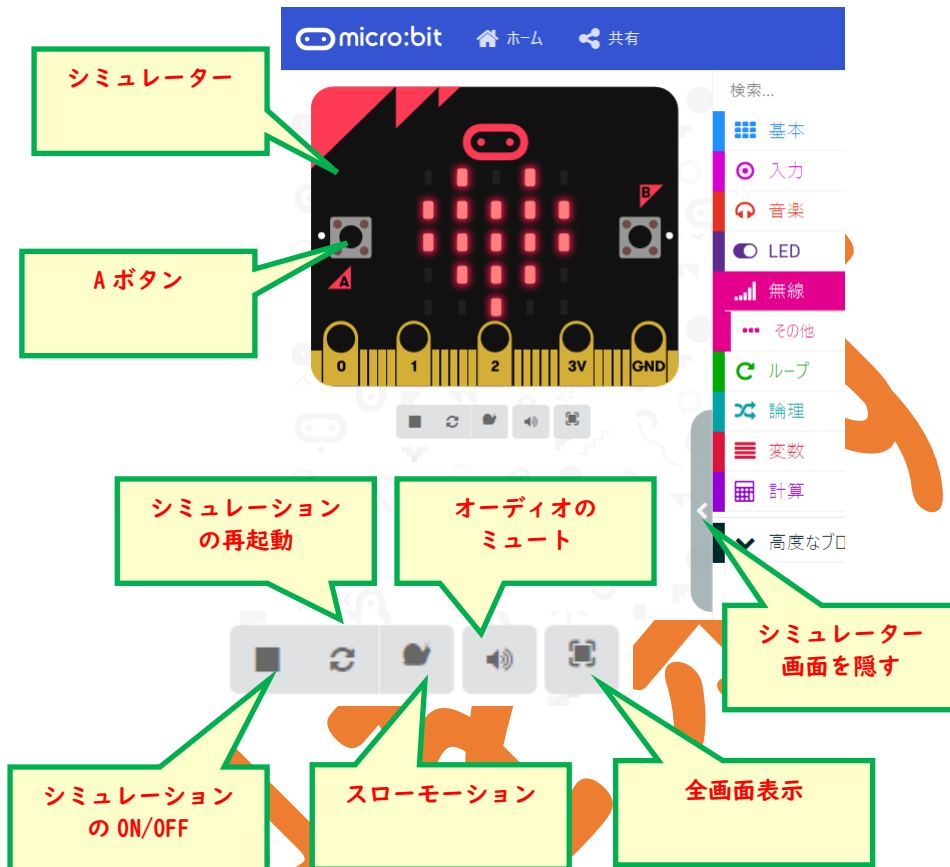 micro:bit ホーム 共有
シミュレーター
検索...
基本
入力
B
音楽
LED
A ボタン
A
無線
その他
0 1 2 3V GND
ループ
論理
変数
計算
シミュレーション
の再起動
オーディオの
ミュート
高度なブロ
シミュレーター
画面を隠す
シミュレーション
の ON/OFF
スローモーション
全画面表示